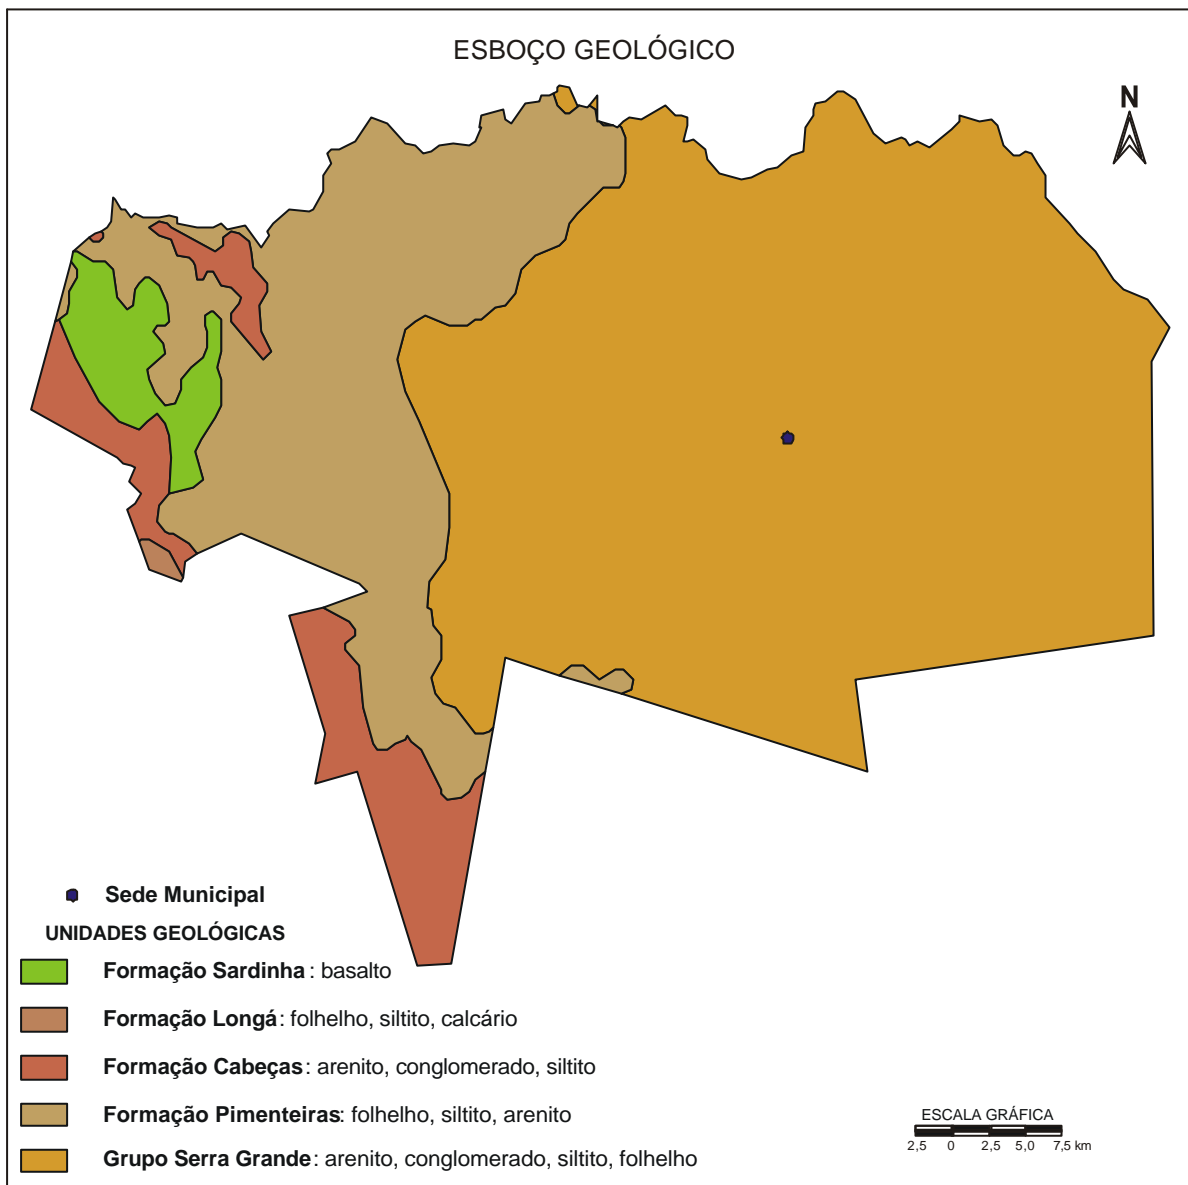 ESBOÇO GEOLÓGICO
N
Sede Municipal
UNIDADES GEOLÓGICAS
Formação Sardinha : basalto
Formação Longá: folhelho, siltito, calcário
Formação Cabeças: arenito, conglomerado, siltito
Formação Pimenteiras: folhelho, siltito, arenito
Grupo Serra Grande: arenito, conglomerado, siltito, folhelho
ESCALA GRÁFICA
2,5 0 2,5 5,0 7,5 km